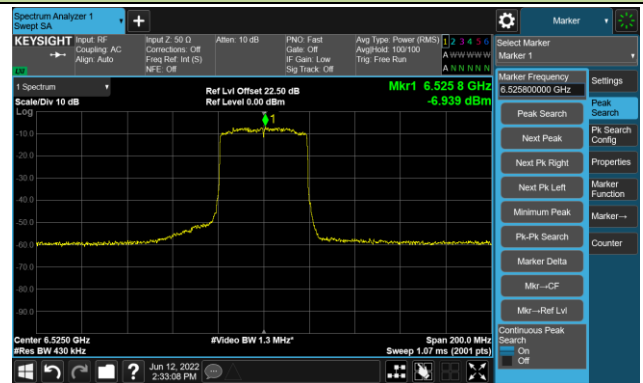 Spectrum Analyzer 1
Swept SA
Marker
KEYSIGHT
Input: RF
Coupling: AC
Align: Auto
Input Z: 50 Ω
Corrections: Off
Freq Ref: Int (S)
NFE: Off
Atten: 10 dB
PNO: Fast
Gate: Off
IF Gain: Low
Sig Track: Off
Avg Type: Power (RMS)
Avg|Hold: 100/100
Trig: Free Run
1 2 3 4 5 6
A W W W W W
A N N N N N
Select Marker
Marker 1
1 Spectrum
Scale/Div 10 dB
Log
Ref Lvl Offset 22.50 dB
Ref Level 0.00 dBm
Mkr1 6.525 8 GHz
-6.939 dBm
1
-10.0
-20.0
-30.0
-40.0
-50.0
-60.0
-70.0
-80.0
-90.0
Center 6.5250 GHz
#Res BW 430 kHz
#Video BW 1.3 MHz*
Span 200.0 MHz
Sweep 1.07 ms (2001 pts)
Marker Frequency
6.525800000 GHz
Peak Search
Next Peak
Next Pk Right
Next Pk Left
Minimum Peak
Pk-Pk Search
Marker Delta
Mkr→CF
Mkr→Ref Lvl
Continuous Peak
Search
On
Off
Settings
Peak
Search
Pk Search
Config
Properties
Marker
Function
Marker→
Counter
?
Jun 12, 2022
2:33:08 PM